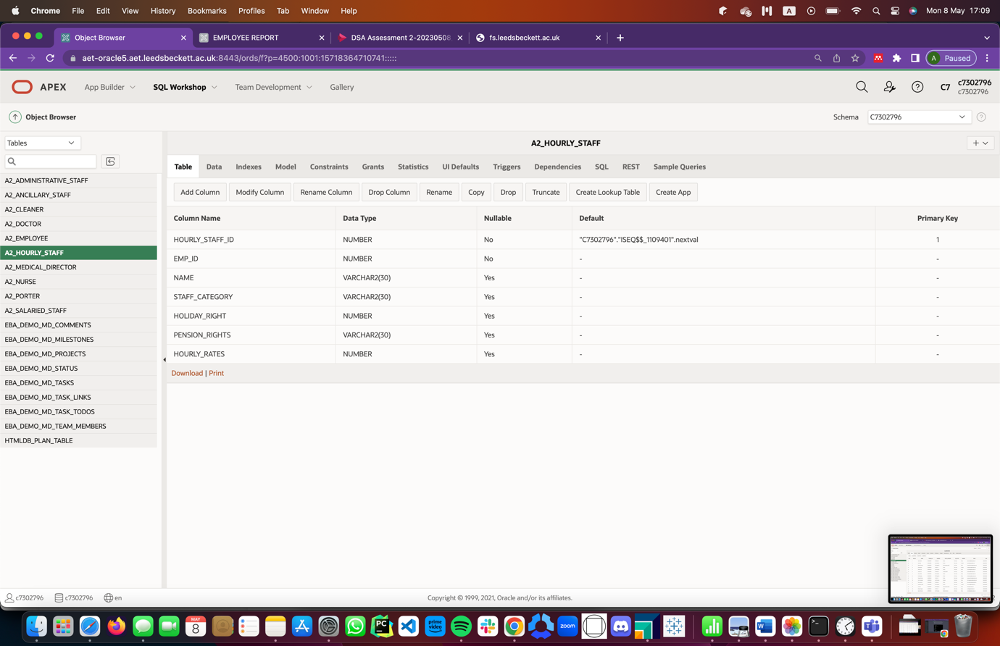 Chrome File Edit View History Bookmarks Profiles Tab Window Help A Mon 8 May 17:09
Object Browser EMPLOYEE REPORT DSA Assessment 2-20230508 fs.leedsbeckett.ac.uk
aet-oracle5.aet.leedsbeckett.ac.uk:8443/ords/f?p=4500:1001:15718364710741::::: A Paused
APEX App Builder SQL Workshop Team Development Gallery C7 c7302796
c7302796
Object Browser Schema C7302796
Tables
A2_HOURLY_STAFF
Table Data Indexes Model Constraints Grants Statistics UI Defaults Triggers Dependencies SQL REST Sample Queries
Add Column Modify Column Rename Column Drop Column Rename Copy Drop Truncate Create Lookup Table Create App
A2_ADMINISTRATIVE_STAFF
A2_ANCILLARY_STAFF
A2_CLEANER
A2_DOCTOR
A2_EMPLOYEE
A2_HOURLY_STAFF
A2_MEDICAL_DIRECTOR
A2_NURSE
A2_PORTER
A2_SALARIED_STAFF
EBA_DEMO_MD_COMMENTS
EBA_DEMO_MD_MILESTONES
EBA_DEMO_MD_PROJECTS
EBA_DEMO_MD_STATUS
EBA_DEMO_MD_TASKS
EBA_DEMO_MD_TASK_LINKS
EBA_DEMO_MD_TASK_TODOS
EBA_DEMO_MD_TEAM_MEMBERS
HTMLDB_PLAN_TABLE
Column Name Data Type Nullable Default Primary Key
HOURLY_STAFF_ID NUMBER No "C7302796"."ISEQ$$_1109401".nextval 1
EMP_ID NUMBER No - -
NAME VARCHAR2(30) Yes - -
STAFF_CATEGORY VARCHAR2(30) Yes - -
HOLIDAY_RIGHT NUMBER Yes - -
PENSION_RIGHTS VARCHAR2(30) Yes - -
HOURLY_RATES NUMBER Yes - -
Download | Print
c7302796 c7302796 en Copyright © 1999, 2021, Oracle and/or its affiliates.
MAY
8
PC
prime
video
zoom
W